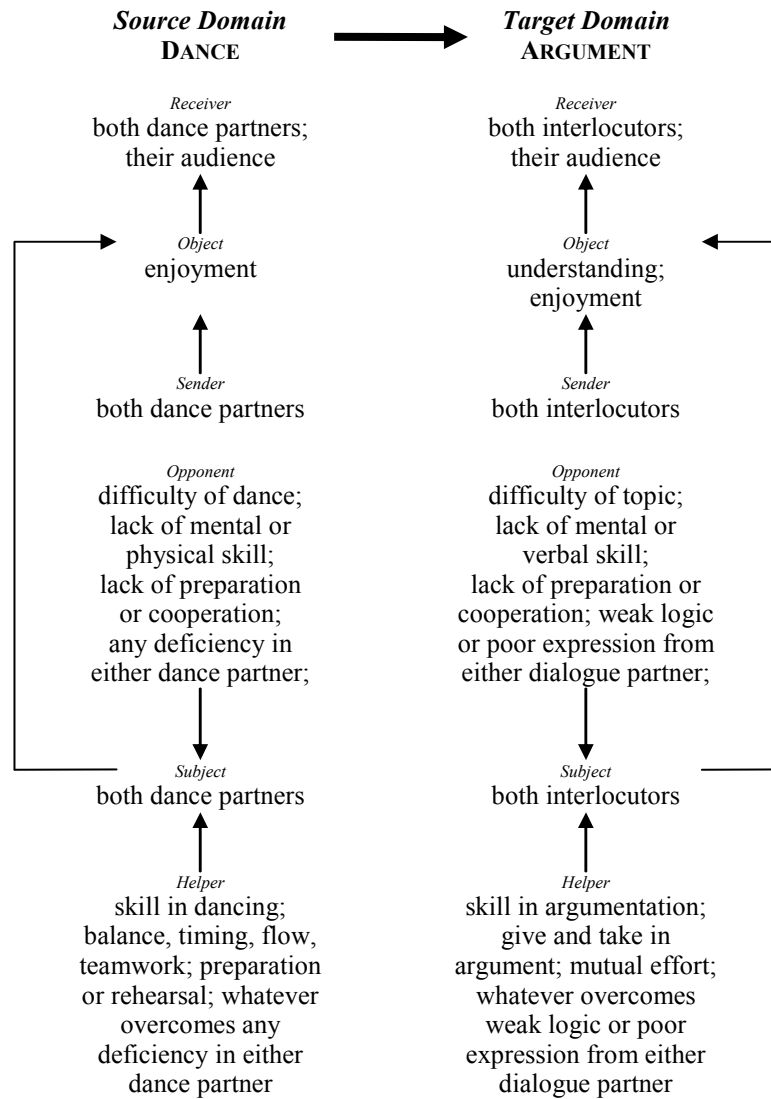 Source Domain
DANCE
Target Domain
ARGUMENT
Receiver
both dance partners;
their audience
Receiver
both interlocutors;
their audience
Object
enjoyment
Object
understanding;
enjoyment
Sender
both dance partners
Sender
both interlocutors
Opponent
difficulty of dance;
lack of mental or
physical skill;
lack of preparation
or cooperation;
any deficiency in
either dance partner;
Opponent
difficulty of topic;
lack of mental or
verbal skill;
lack of preparation or
cooperation; weak logic
or poor expression from
either dialogue partner;
Subject
both dance partners
Subject
both interlocutors
Helper
skill in dancing;
balance, timing, flow,
teamwork; preparation
or rehearsal; whatever
overcomes any
deficiency in either
dance partner
Helper
skill in argumentation;
give and take in
argument; mutual effort;
whatever overcomes
weak logic or poor
expression from either
dialogue partner